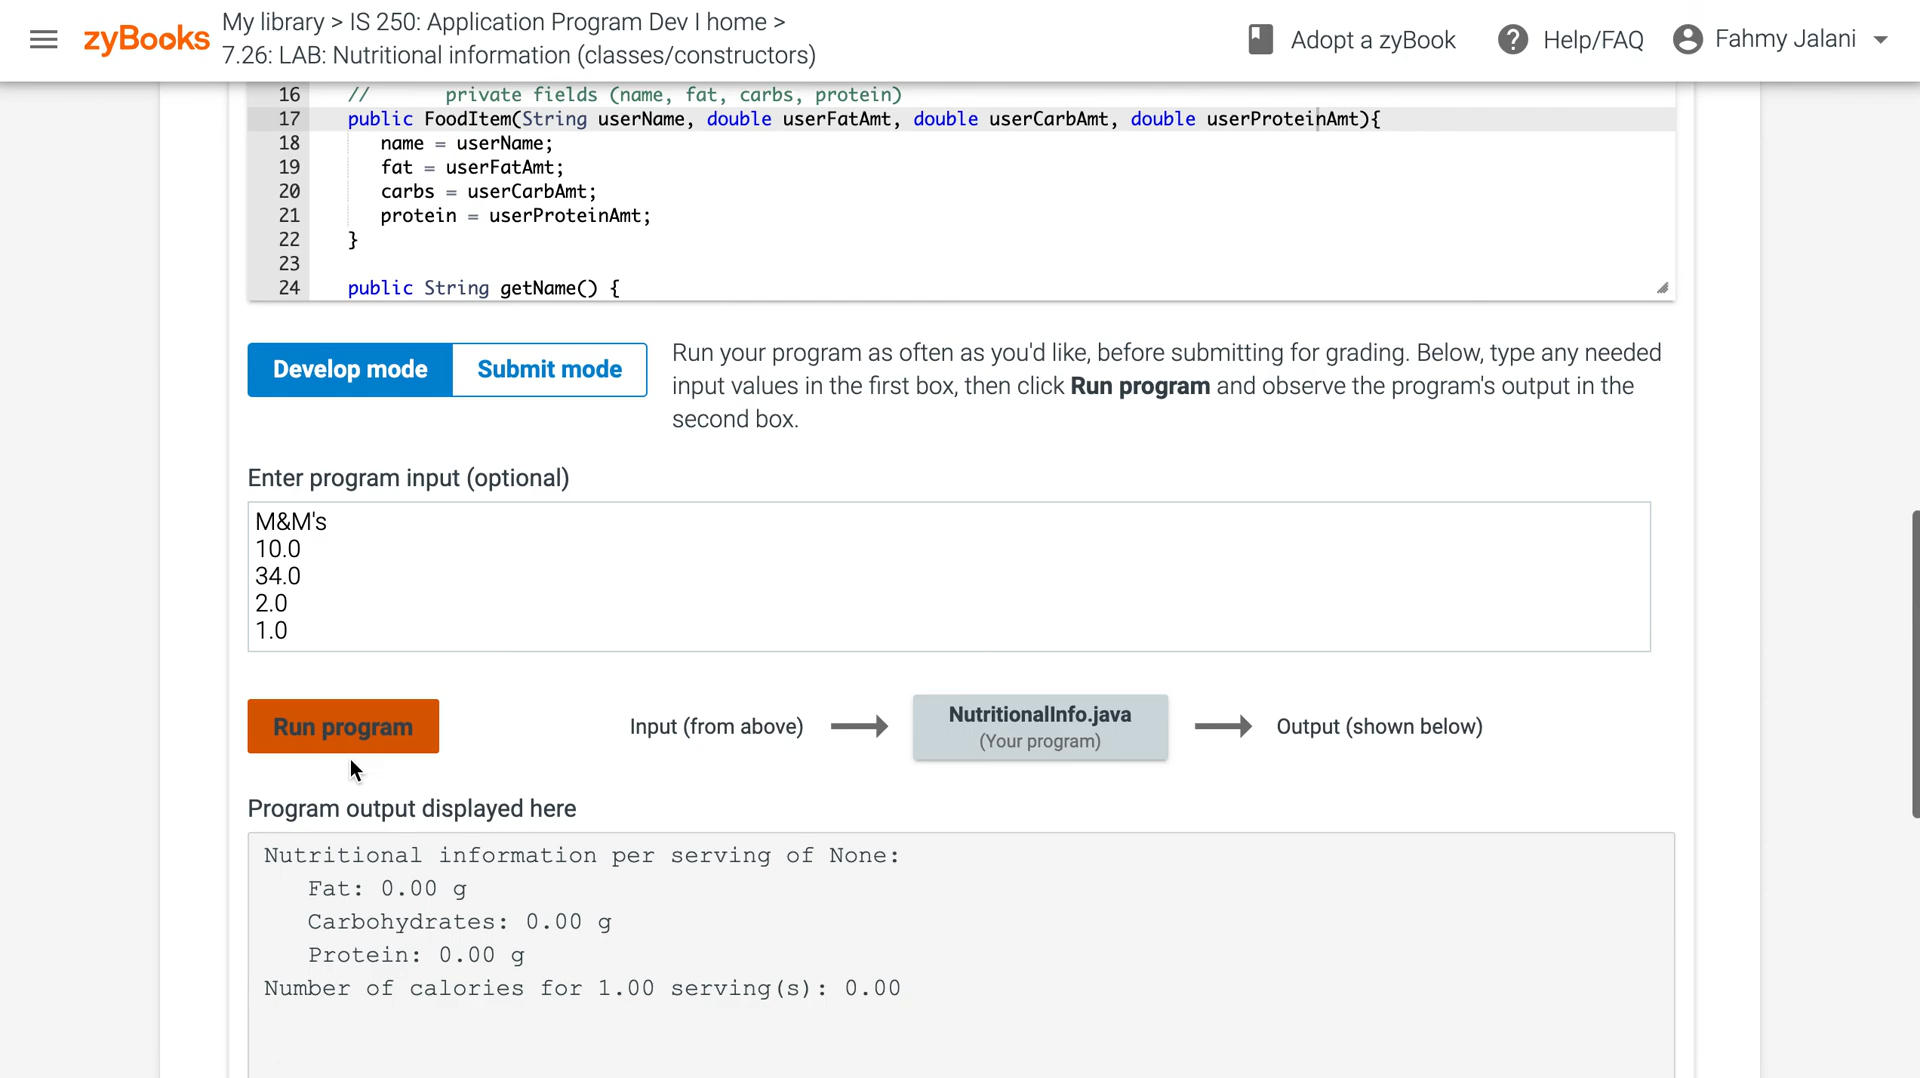 zyBooks
My library > IS 250: Application Program Dev I home >
7.26: LAB: Nutritional information (classes/constructors)
Adopt a zyBook
Help/FAQ
Fahmy Jalani
16 // private fields (name, fat, carbs, protein)
17 public FoodItem(String userName, double userFatAmt, double userCarbAmt, double userProteinAmt){
18 name = userName;
19 fat = userFatAmt;
20 carbs = userCarbAmt;
21 protein = userProteinAmt;
22 }
23
24 public String getName() {
Develop mode
Submit mode
Run your program as often as you'd like, before submitting for grading. Below, type any needed
input values in the first box, then click Run program and observe the program's output in the
second box.
Enter program input (optional)
M&M's
10.0
34.0
2.0
1.0
Run program
Input (from above)
NutritionalInfo.java
(Your program)
Output (shown below)
Program output displayed here
Nutritional information per serving of None:
Fat: 0.00 g
Carbohydrates: 0.00 g
Protein: 0.00 g
Number of calories for 1.00 serving(s): 0.00